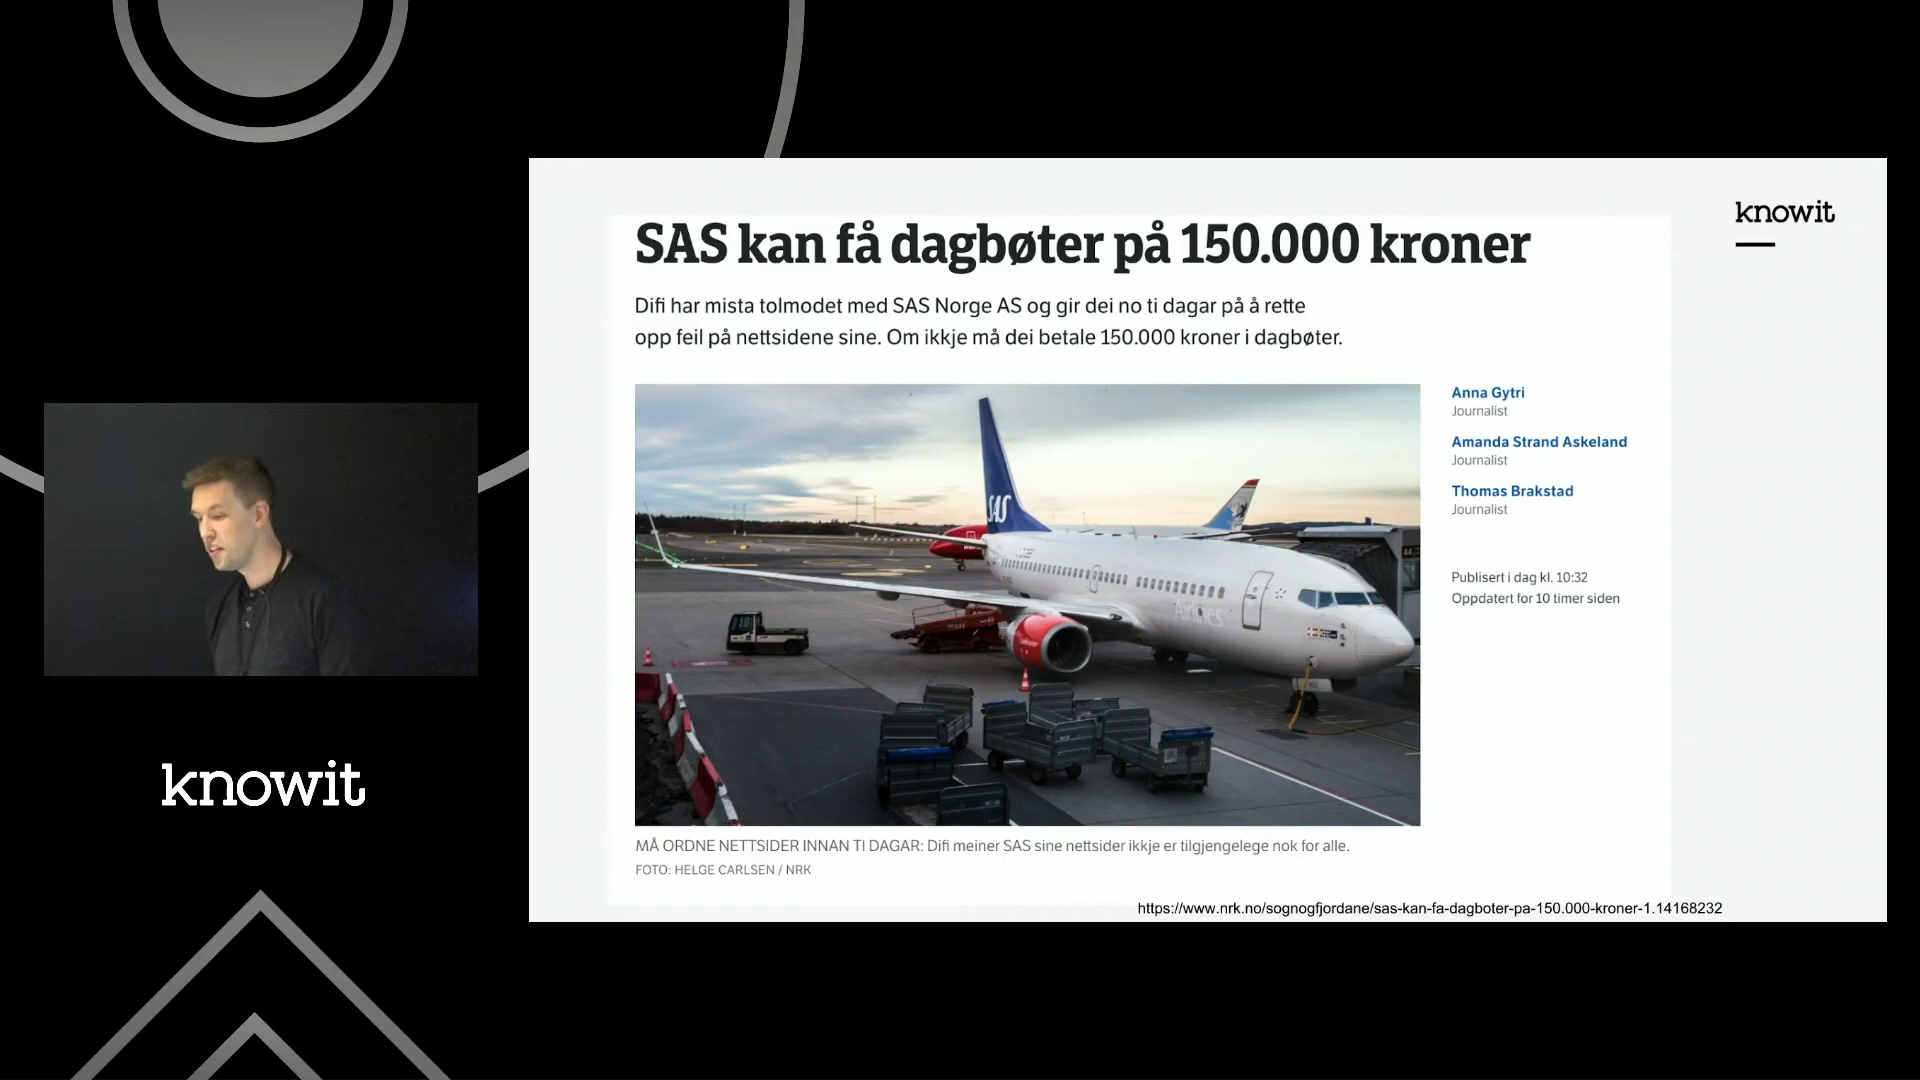 knowit
SAS kan få dagbøter på 150.000 kroner
Difi har mista tolmodet med SAS Norge AS og gir dei no ti dagar på å rette
opp feil på nettsidene sine. Om ikkje må dei betale 150.000 kroner i dagbøter.
SAS
Airlines
44
Anna Gytri
Journalist
Amanda Strand Askeland
Journalist
Thomas Brakstad
Journalist
Publisert i dag kl. 10:32
Oppdatert for 10 timer siden
MÅ ORDNE NETTSIDER INNAN TI DAGAR: Difi meiner SAS sine nettsider ikkje er tilgjengelege nok for alle.
FOTO: HELGE CARLSEN / NRK
https://www.nrk.no/sognogfjordane/sas-kan-fa-dagboter-pa-150.000-kroner-1.14168232
knowit